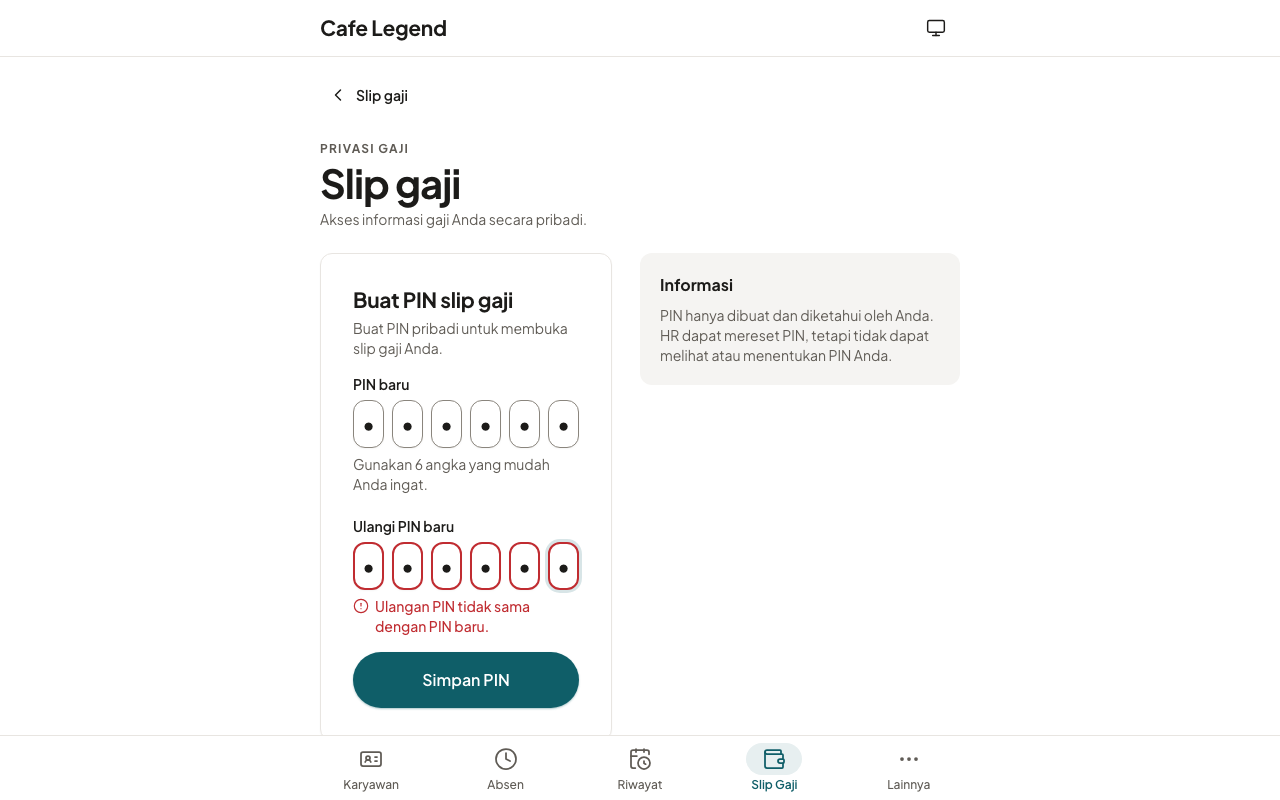 Cafe Legend
Slip gaji
PRIVASI GAJI
Slip gaji
Akses informasi gaji Anda secara pribadi.
Buat PIN slip gaji
Buat PIN pribadi untuk membuka
slip gaji Anda.
PIN baru
Gunakan 6 angka yang mudah
Anda ingat.
Ulangi PIN baru
Ulangan PIN tidak sama
dengan PIN baru.
Simpan PIN
Informasi
PIN hanya dibuat dan diketahui oleh Anda.
HR dapat mereset PIN, tetapi tidak dapat
melihat atau menentukan PIN Anda.
Karyawan
Absen
Riwayat
Slip Gaji
Lainnya